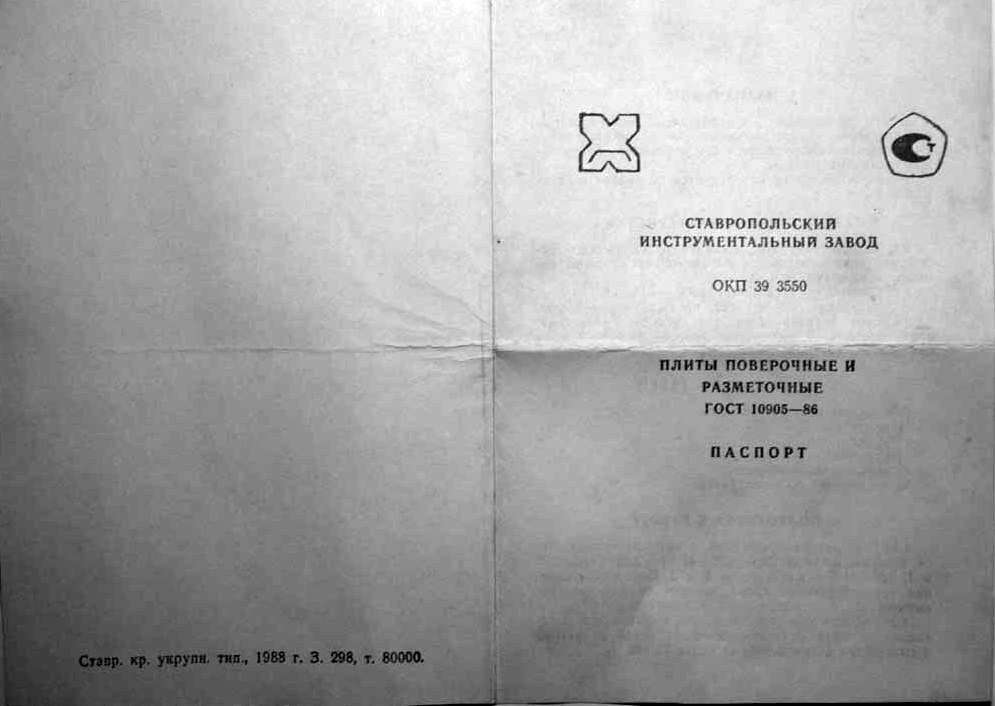 Ставр. кр. укрупн. тип., 1988 г. З. 298, т. 80000.
СТАВРОПОЛЬСКИЙ
ИНСТРУМЕНТАЛЬНЫЙ ЗАВОД
ОКП 39 3550
ПЛИТЫ ПОВЕРОЧНЫЕ И
РАЗМЕТОЧНЫЕ
ГОСТ 10905—86
ПАСПОРТ